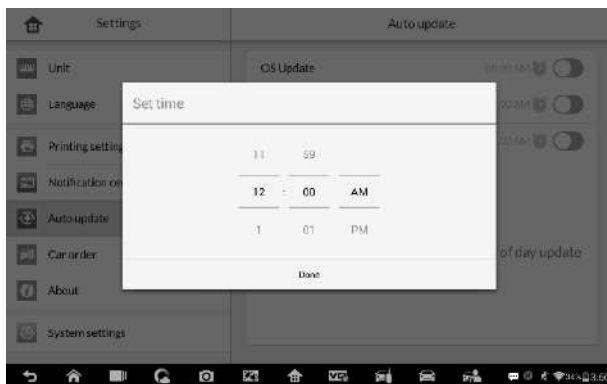 Settings
Auto update
Unit
OS Update
Language
Set time
Printing setting
11 59
Notification ce
12 : 00 AM
Auto update
1 01 PM
Car order
of day update
About
Done
System settings
34%